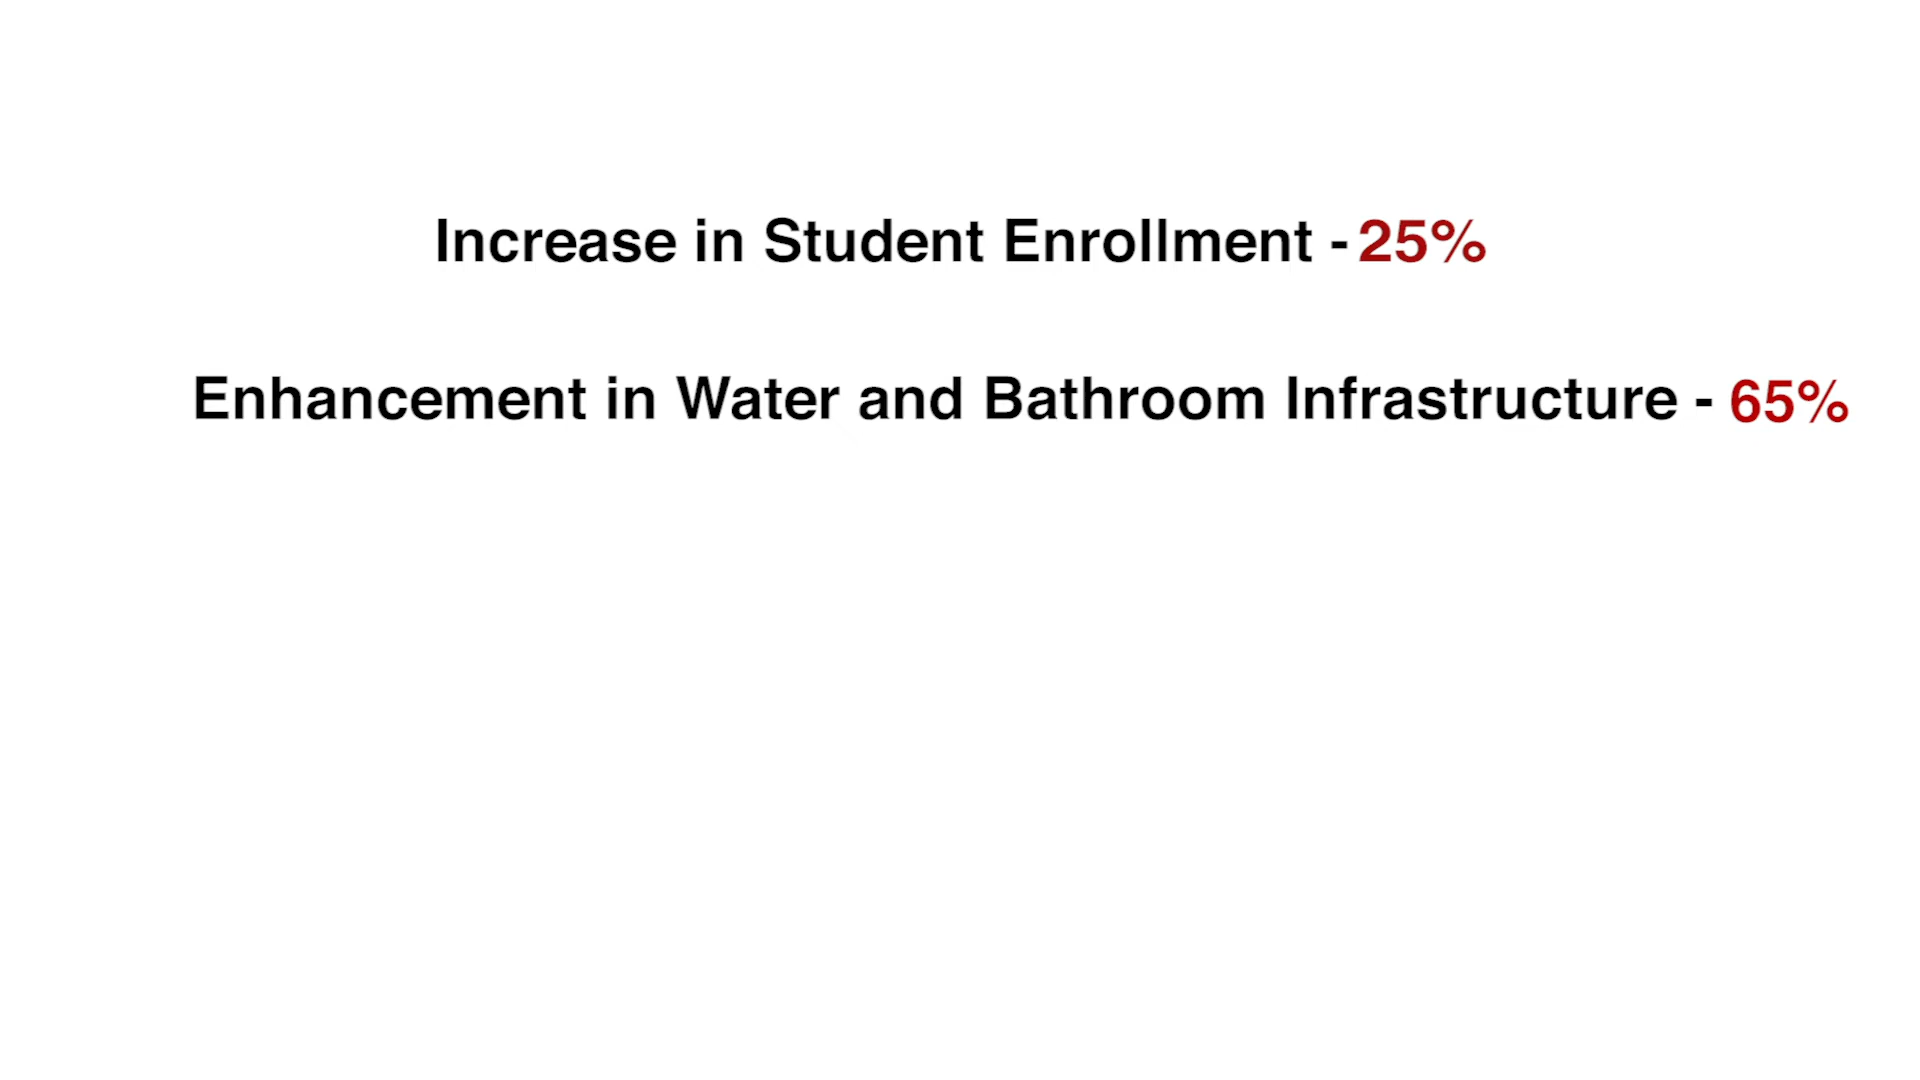 Increase in Student Enrollment - 25%
Enhancement in Water and Bathroom Infrastructure - 65%